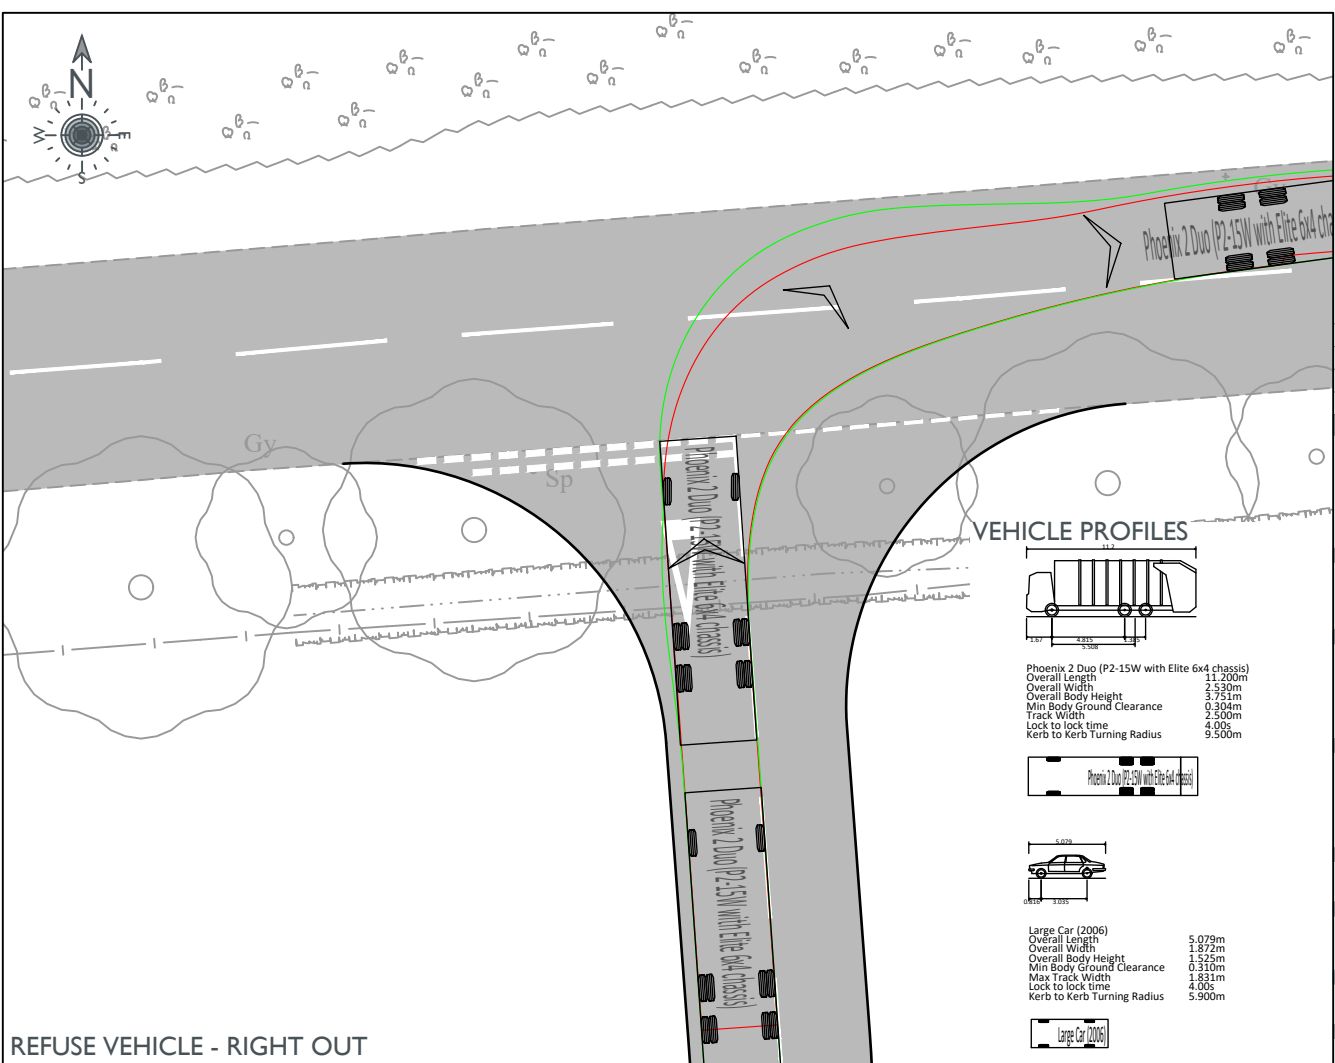 N
W
E
S
Gy
Gy
Sp
Phoenix 2 Duo (P2-15W with Elite 6x4 cha
Phoenix 2 Duo (P2-15W with Elite 6x4 chassis)
Phoenix 2 Duo (P2-15W with Elite 6x4 chassis)
VEHICLE PROFILES
11.2
1.67
4.815
1.385
5.508
Phoenix 2 Duo (P2-15W with Elite 6x4 chassis)
Overall Length 11.200m
Overall Width 2.530m
Overall Body Height 3.751m
Min Body Ground Clearance 0.304m
Track Width 2.500m
Lock to lock time 4.00s
Kerb to Kerb Turning Radius 9.500m
Phoenix 2 Duo (P2-15W with Elite 6x4 chassis)
5.079
0.816
3.035
Large Car (2006)
Overall Length 5.079m
Overall Width 1.872m
Overall Body Height 1.525m
Min Body Ground Clearance 0.310m
Max Track Width 1.831m
Lock to lock time 4.00s
Kerb to Kerb Turning Radius 5.900m
Large Car (2006)
REFUSE VEHICLE - RIGHT OUT